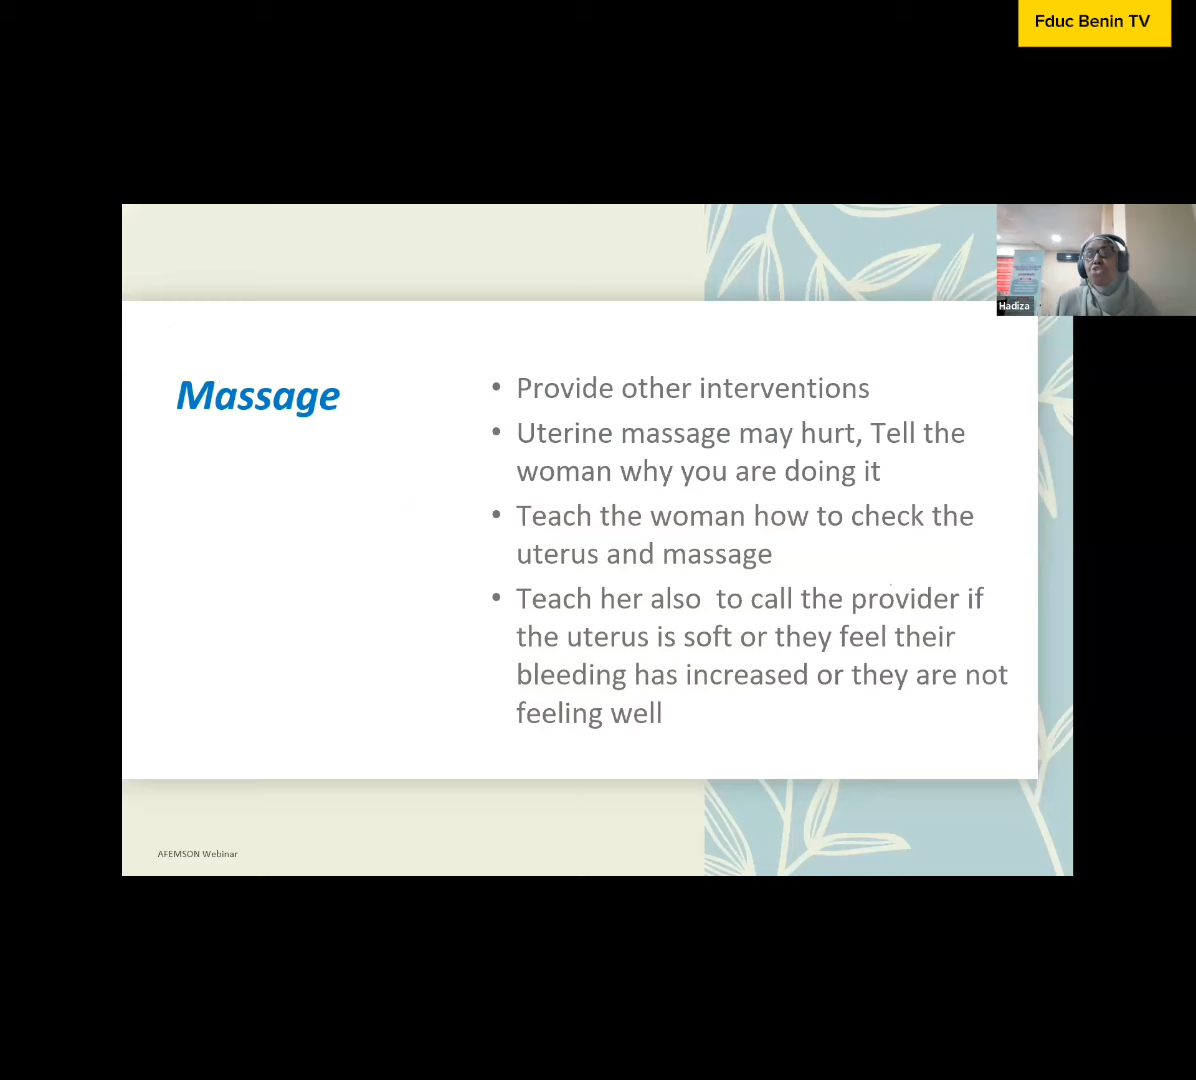 Fduc Benin TV
Hadiza
Massage
• Provide other interventions
• Uterine massage may hurt, Tell the
woman why you are doing it
• Teach the woman how to check the
uterus and massage
• Teach her also  to call the provider if
the uterus is soft or they feel their
bleeding has increased or they are not
feeling well
AFEMSON Webinar